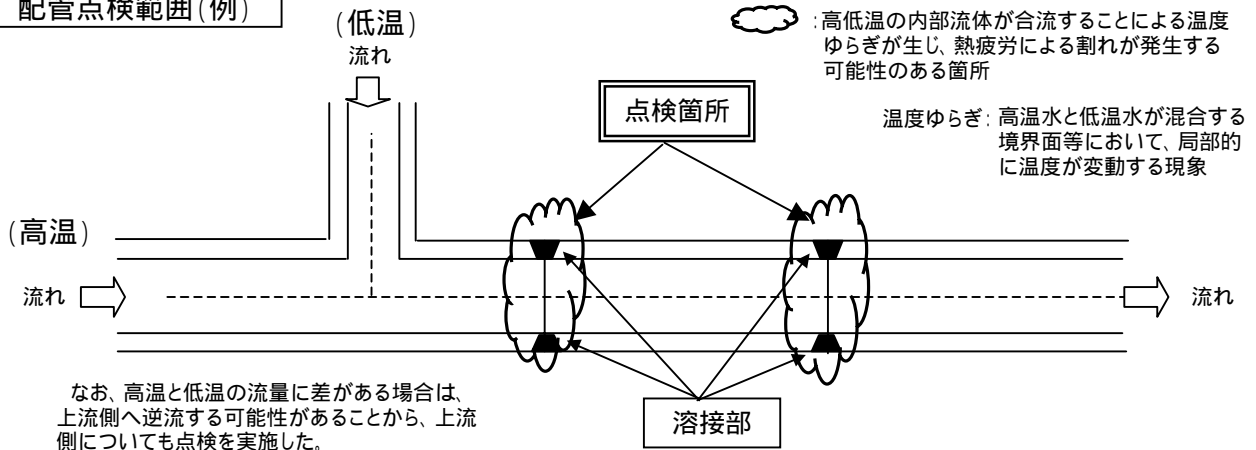 配管点検範囲(例)
(低温)
流れ
:高低温の内部流体が合流することによる温度
ゆらぎが生じ、熱疲労による割れが発生する
可能性のある箇所
点検箇所
温度ゆらぎ:高温水と低温水が混合する
境界面等において、局部的
に温度が変動する現象
(高温)
流れ
流れ
なお、高温と低温の流量に差がある場合は、
上流側へ逆流する可能性があることから、上流
側についても点検を実施した。
溶接部